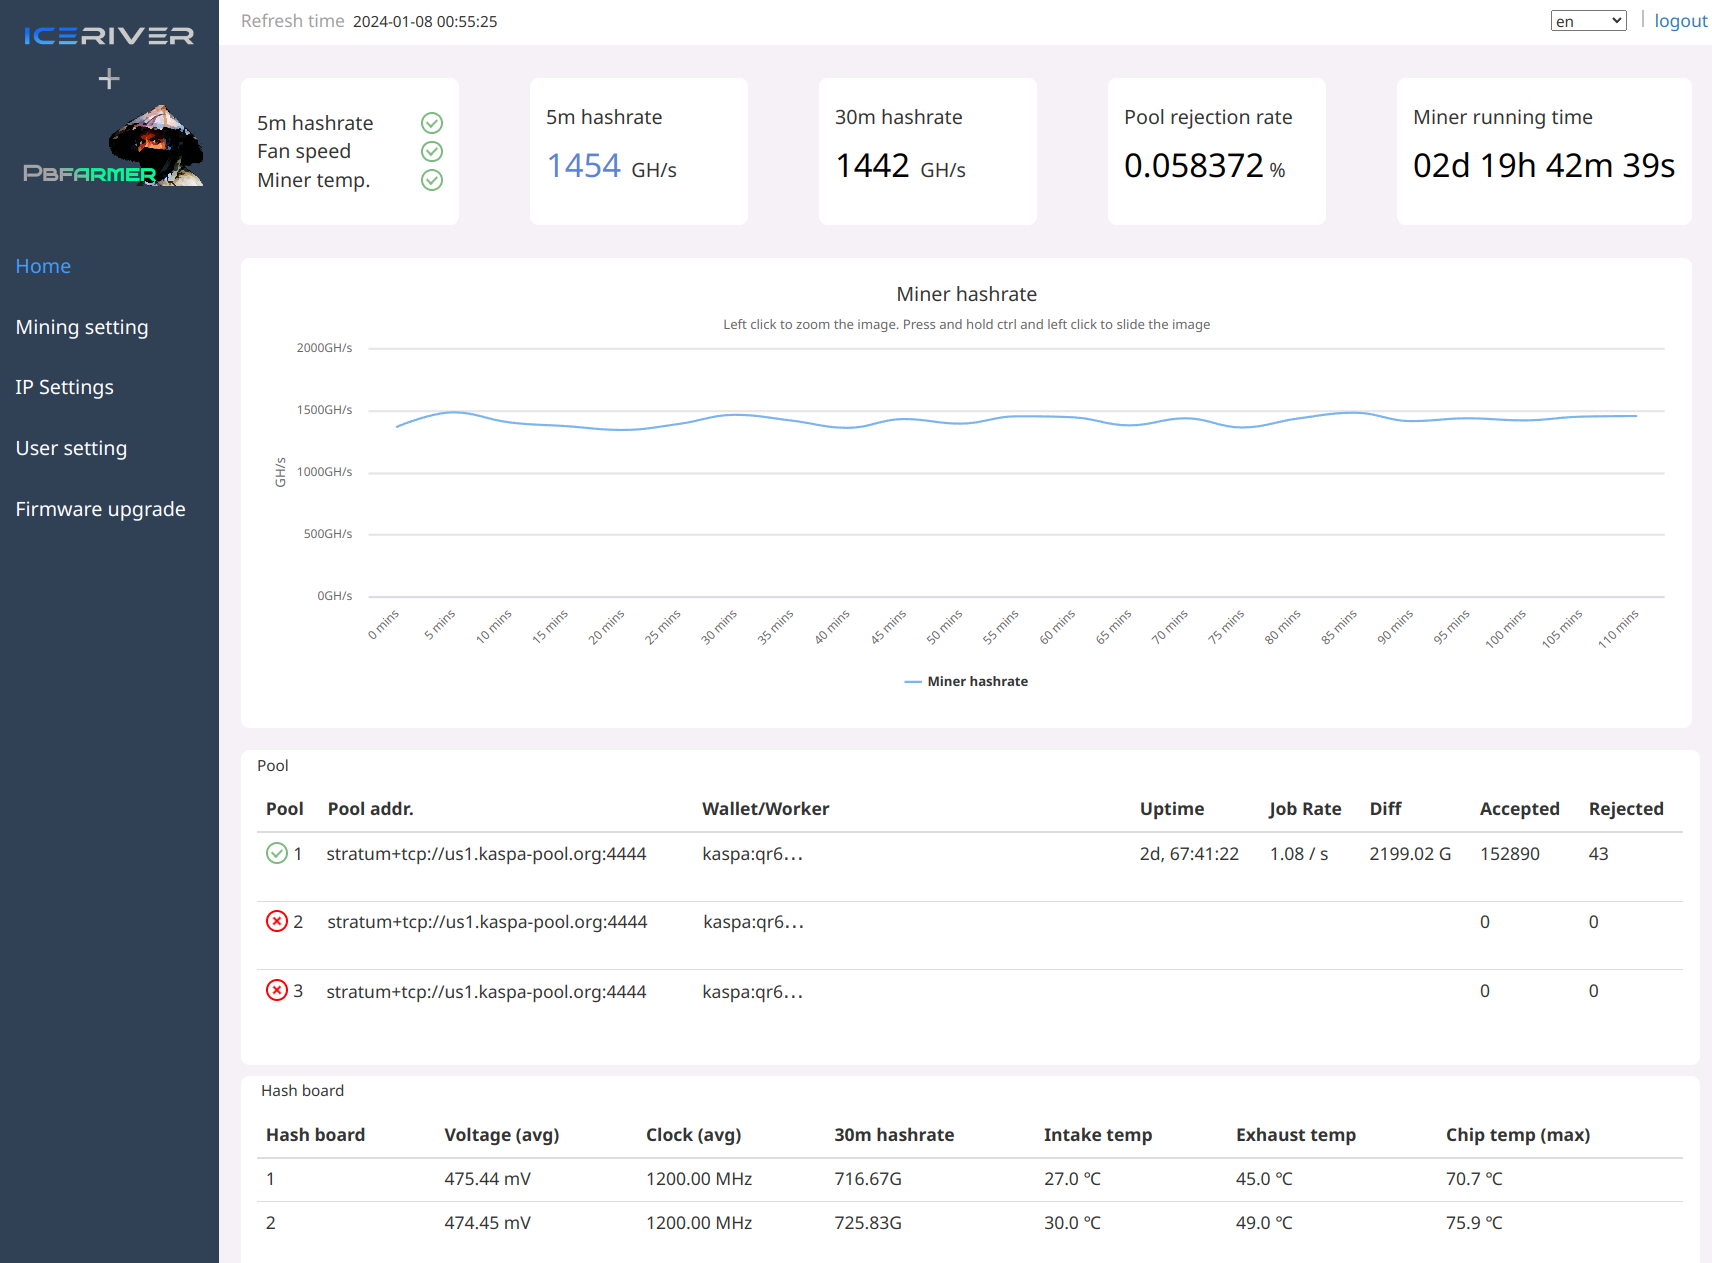 ICERIVER
+
PBFARMER
Home
Mining setting
IP Settings
User setting
Firmware upgrade
Refresh time 2024-01-08 00:55:25
en
logout
5m hashrate
Fan speed
Miner temp.
5m hashrate
1454 GH/s
30m hashrate
1442 GH/s
Pool rejection rate
0.058372 %
Miner running time
02d 19h 42m 39s
Miner hashrate
Left click to zoom the image. Press and hold ctrl and left click to slide the image
GH/s
2000GH/s
1500GH/s
1000GH/s
500GH/s
0GH/s
0 mins 5 mins 10 mins 15 mins 20 mins 25 mins 30 mins 35 mins 40 mins 45 mins 50 mins 55 mins 60 mins 65 mins 70 mins 75 mins 80 mins 85 mins 90 mins 95 mins 100 mins 105 mins 110 mins
Miner hashrate
Pool
Pool Pool addr. Wallet/Worker Uptime Job Rate Diff Accepted Rejected
1 stratum+tcp://us1.kaspa-pool.org:4444 kaspa:qr6... 2d, 67:41:22 1.08 / s 2199.02 G 152890 43
2 stratum+tcp://us1.kaspa-pool.org:4444 kaspa:qr6... 0 0
3 stratum+tcp://us1.kaspa-pool.org:4444 kaspa:qr6... 0 0
Hash board
Hash board Voltage (avg) Clock (avg) 30m hashrate Intake temp Exhaust temp Chip temp (max)
1 475.44 mV 1200.00 MHz 716.67G 27.0 ℃ 45.0 ℃ 70.7 ℃
2 474.45 mV 1200.00 MHz 725.83G 30.0 ℃ 49.0 ℃ 75.9 ℃